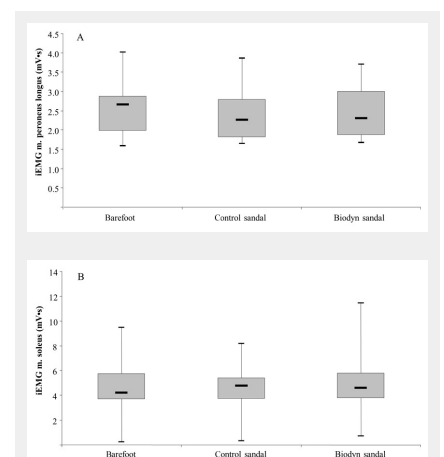 A
iEMG m. peroneus longus (mV•s)
4.5
4.0
3.5
3.0
2.5
2.0
1.5
1.0
0.5
Barefoot Control sandal Biodyn sandal
B
iEMG m. soleus (mV•s)
14
12
10
8
6
4
2
Barefoot Control sandal Biodyn sandal